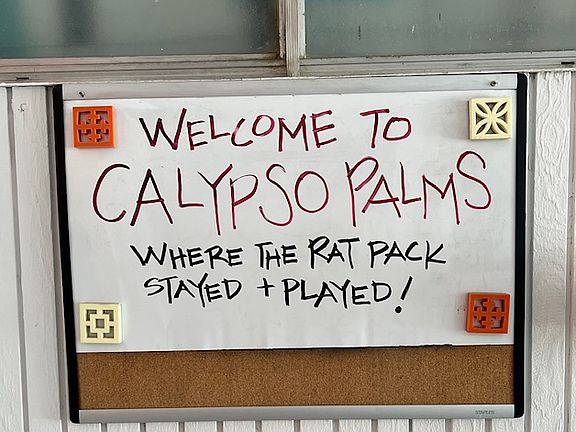 WELCOME TO
CALYPSO PALMS
WHERE THE RAT PACK
STAYED + PLAYED!
STAPLES